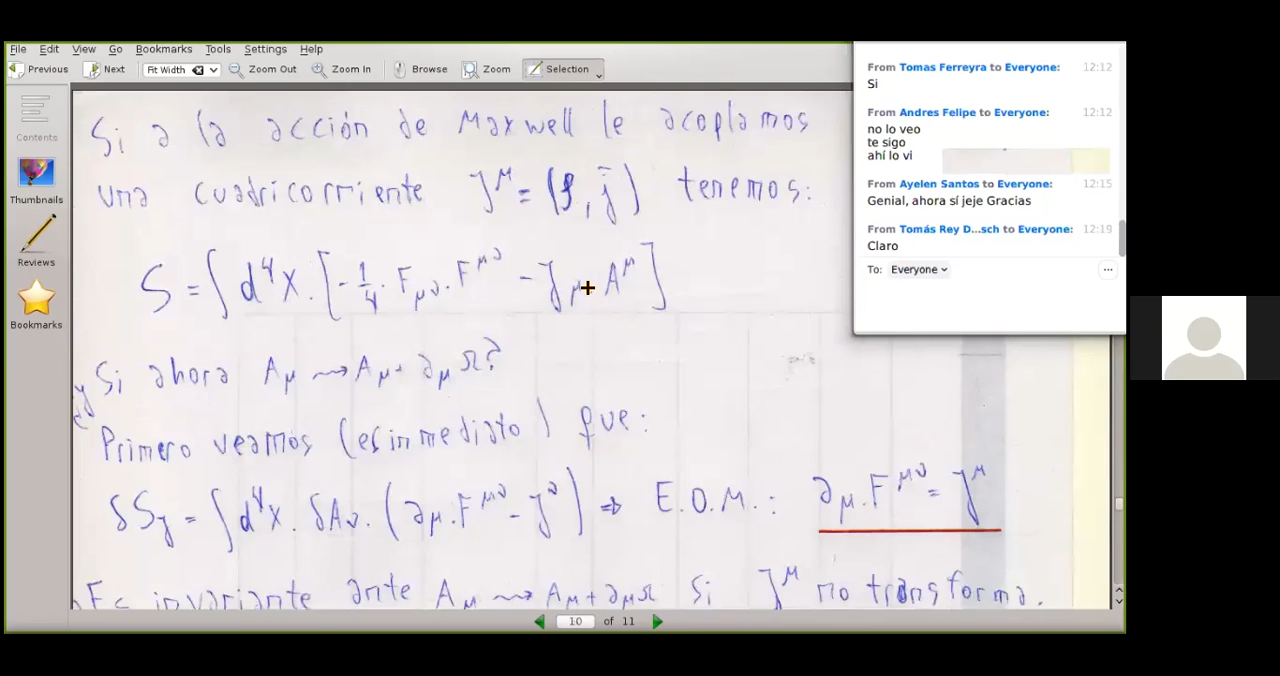 File Edit View Go Bookmarks Tools Settings Help
Previous Next Fit Width Zoom Out Zoom In Browse Zoom Selection
Contents
Thumbnails
Reviews
Bookmarks
Si a la acción de Maxwell le acoplamos
una cuadricorriente J^μ = (ρ, j̄) tenemos:
S = ∫ d⁴x · [-1/4 · F_μν · F^μν - J_μ A^μ]
¿Y si ahora A_μ ⟿ A_μ + ∂_μ Ω?
Primero veamos (es inmediato) que:
δS_J = ∫ d⁴x · δA_ν · (∂_μ · F^μν - J^ν) ⇒ E.O.M.: ∂_μ · F^μν = J^μ
Es invariante ante A_μ ⟿ A_μ + ∂_μ Ω si J^μ no transforma.
10 of 11
From Tomas Ferreyra to Everyone: 12:12
Si
From Andres Felipe to Everyone: 12:12
no lo veo
te sigo
ahí lo vi
From Ayelen Santos to Everyone: 12:15
Genial, ahora sí jeje Gracias
From Tomás Rey D...sch to Everyone: 12:19
Claro
To: Everyone